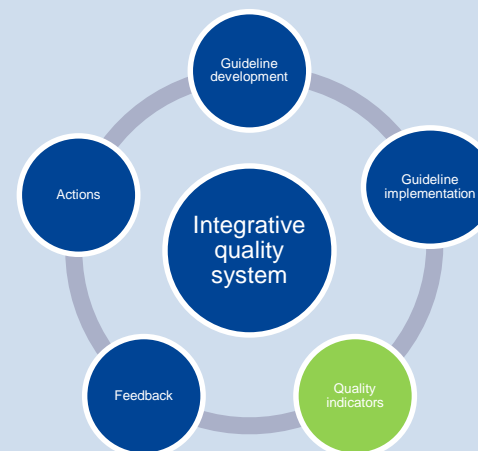 Guideline
development
Guideline
implementation
Actions
Integrative
quality
system
Feedback
Quality
indicators